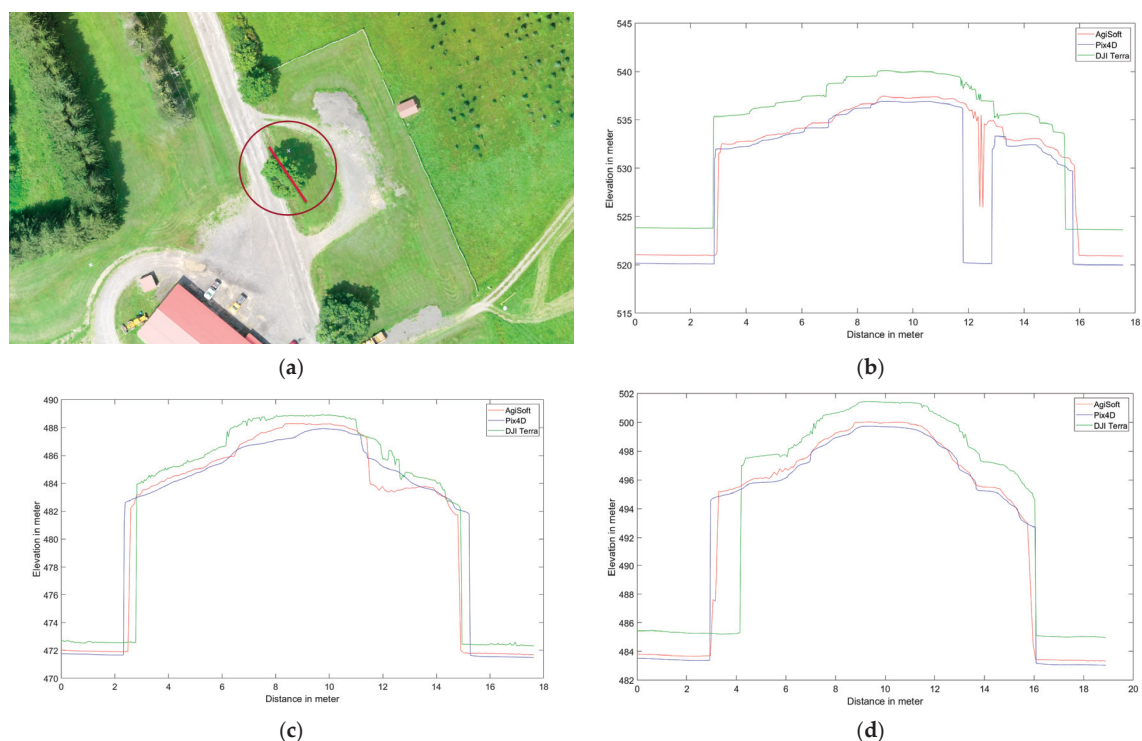 (a)
545
540
535
530
525
520
515
Elevation in meter
0 2 4 6 8 10 12 14 16 18
Distance in meter
AgiSoft
Pix4D
DJI Terra
(b)
490
488
486
484
482
480
478
476
474
472
470
Elevation in meter
0 2 4 6 8 10 12 14 16 18
Distance in meter
AgiSoft
Pix4D
DJI Terra
(c)
502
500
498
496
494
492
490
488
486
484
482
Elevation in meter
0 2 4 6 8 10 12 14 16 18 20
Distance in meter
AgiSoft
Pix4D
DJI Terra
(d)